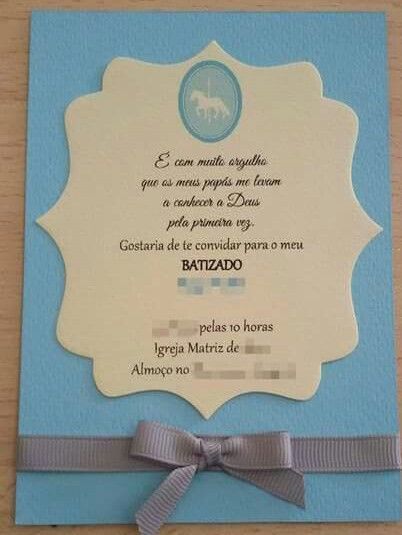 É com muito orgulho
que os meus papás me levam
a conhecer a Deus
pela primeira vez.
Gostaria de te convidar para o meu
BATIZADO
pelas 10 horas
Igreja Matriz de
Almoço no